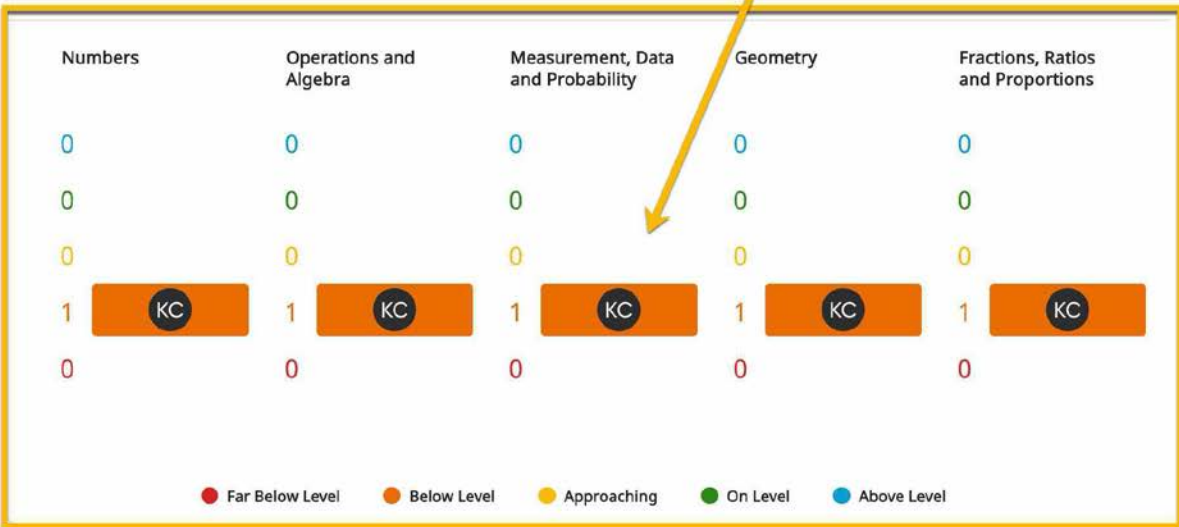 Numbers
Operations and
Algebra
Measurement, Data
and Probability
Geometry
Fractions, Ratios
and Proportions
0 0 0 0 0
0 0 0 0 0
0 0 0 0 0
1 KC 1 KC 1 KC 1 KC 1 KC
0 0 0 0 0
Far Below Level Below Level Approaching On Level Above Level